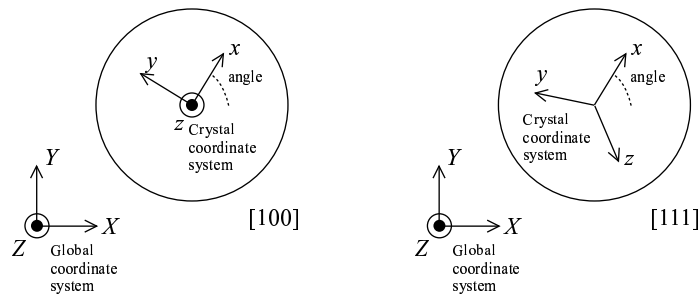 x
y
angle
z
Crystal
coordinate
system
Y
[100]
X
Z
Global
coordinate
system
x
y
angle
Crystal
coordinate
system
z
Y
[111]
X
Z
Global
coordinate
system